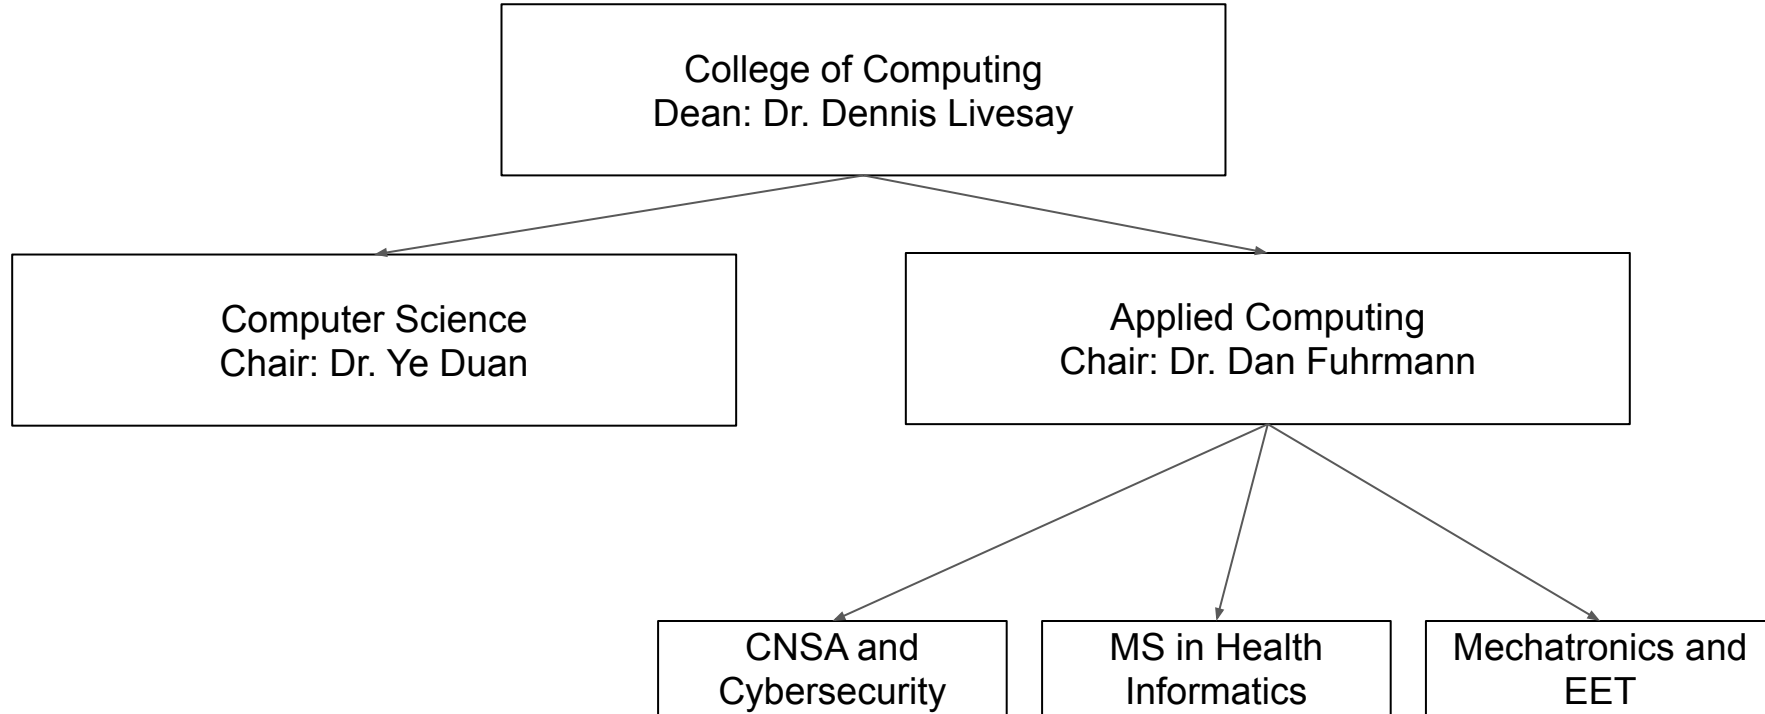 College of Computing
Dean: Dr. Dennis Livesay
Computer Science
Chair: Dr. Ye Duan
Applied Computing
Chair: Dr. Dan Fuhrmann
CNSA and
Cybersecurity
MS in Health
Informatics
Mechatronics and
EET